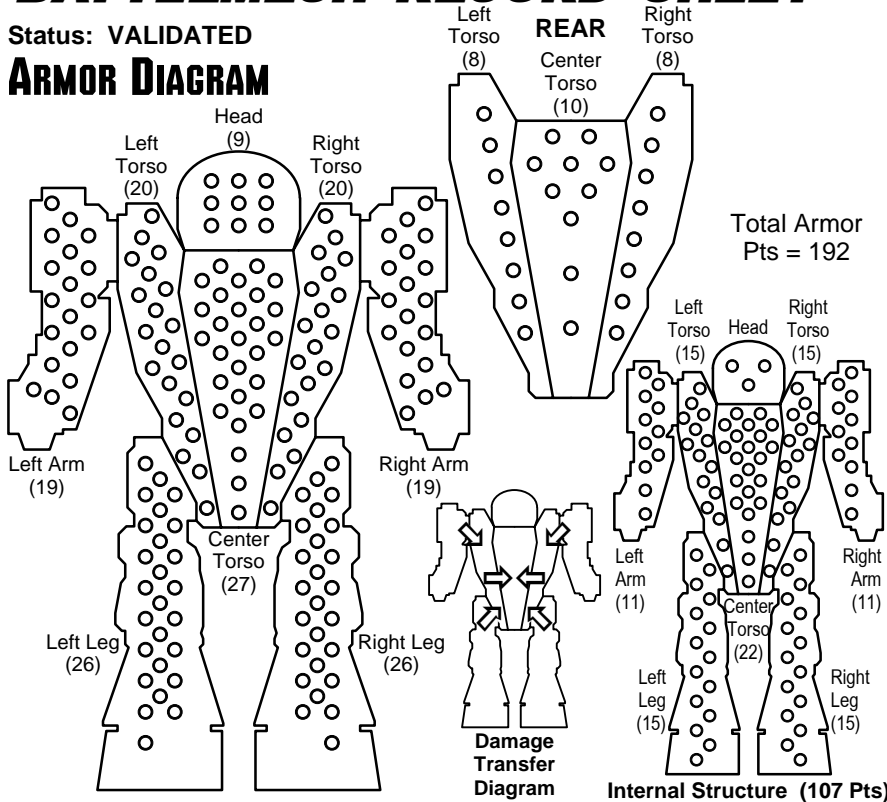 BATTLEMECH RECORD SHEET
Status: VALIDATED
ARMOR DIAGRAM
REAR
Left
Torso
(8)
Center
Torso
(10)
Right
Torso
(8)
Head
(9)
Left
Torso
(20)
Right
Torso
(20)
Total Armor
Pts = 192
Left Arm
(19)
Right Arm
(19)
Center
Torso
(27)
Left Leg
(26)
Right Leg
(26)
Damage
Transfer
Diagram
Left
Torso
(15)
Head
Right
Torso
(15)
Left
Arm
(11)
Right
Arm
(11)
Center
Torso
(22)
Left
Leg
(15)
Right
Leg
(15)
Internal Structure (107 Pts)